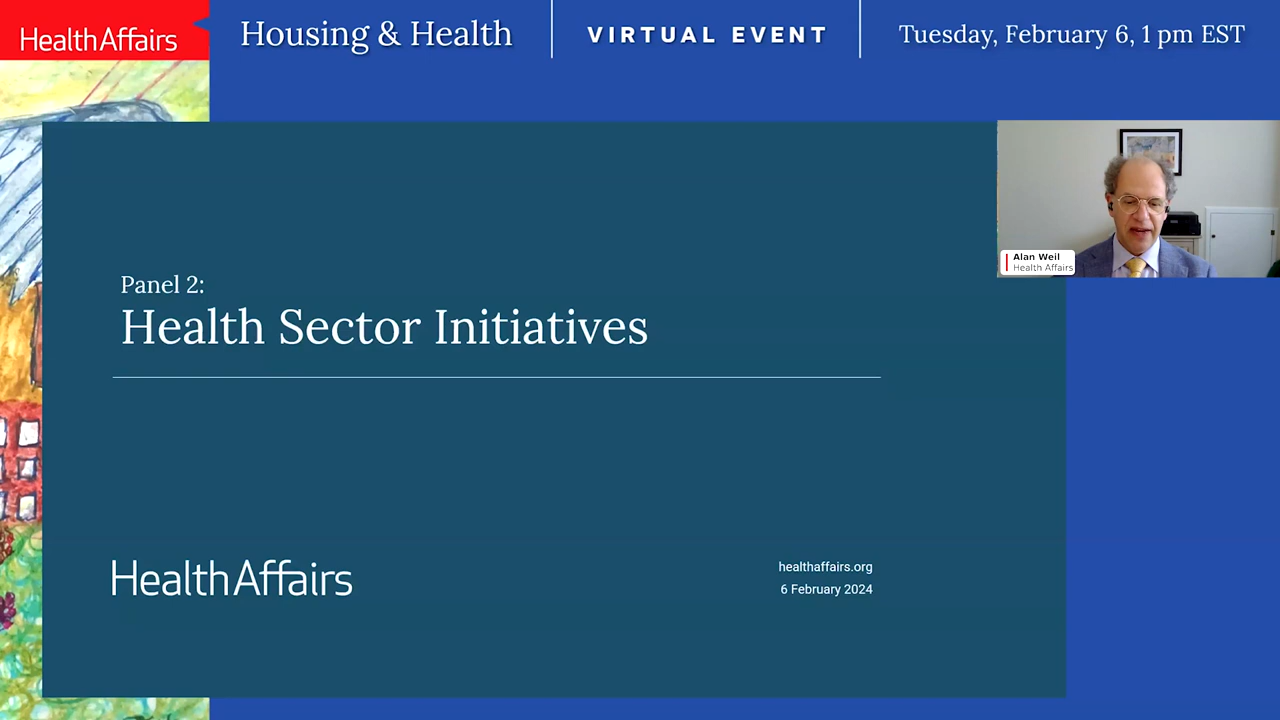 HealthAffairs
Housing & Health
VIRTUAL EVENT
Tuesday, February 6, 1 pm EST
Alan Weil
Health Affairs
Panel 2:
Health Sector Initiatives
HealthAffairs
healthaffairs.org
6 February 2024